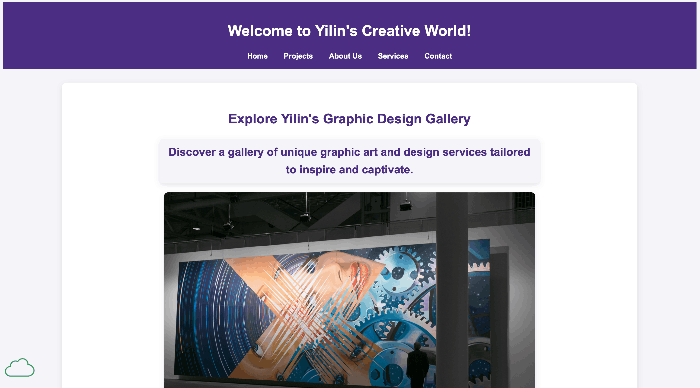 Welcome to Yilin's Creative World!
Home Projects About Us Services Contact
Explore Yilin's Graphic Design Gallery
Discover a gallery of unique graphic art and design services tailored
to inspire and captivate.